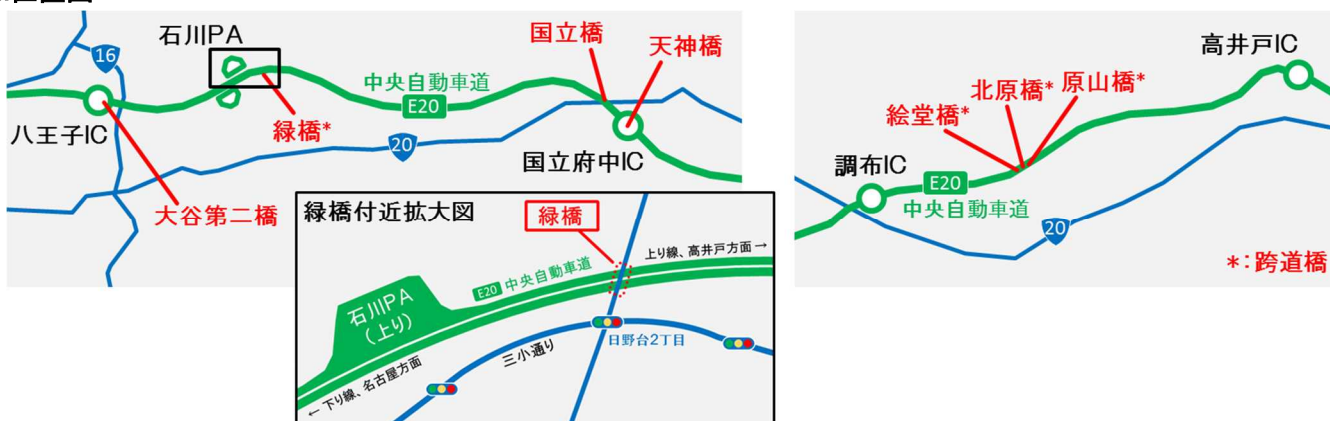 石川PA
16
八王子IC
緑橋*
大谷第二橋
中央自動車道
E20
20
国立橋
天神橋
国立府中IC
緑橋付近拡大図
緑橋
上り線、高井戸方面→
E20 中央自動車道
石川PA
(上り)
日野台2丁目
三小通り
← 下り線、名古屋方面
高井戸IC
原山橋*
北原橋*
絵堂橋*
調布IC
E20
中央自動車道
20
*:跨道橋